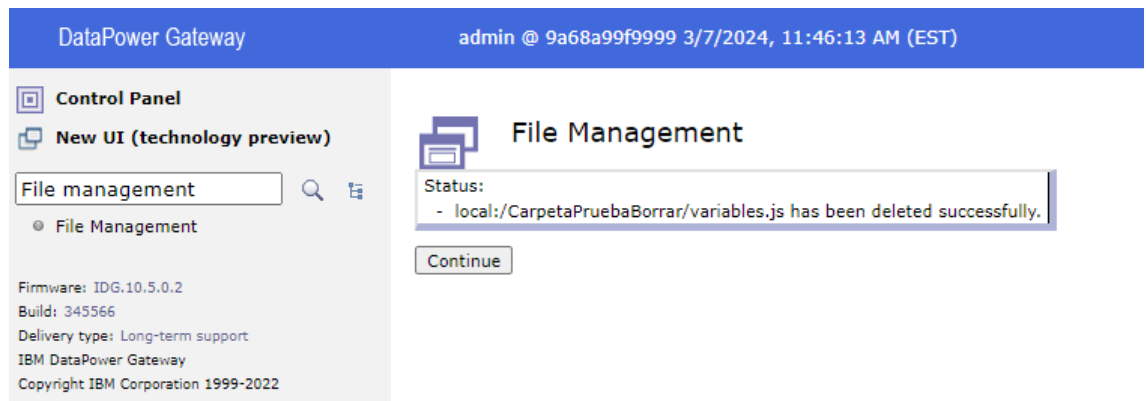 DataPower Gateway
admin @ 9a68a99f9999 3/7/2024, 11:46:13 AM (EST)
Control Panel
New UI (technology preview)
File management
File Management
Firmware: IDG.10.5.0.2
Build: 345566
Delivery type: Long-term support
IBM DataPower Gateway
Copyright IBM Corporation 1999-2022
File Management
Status:
- local:/CarpetaPruebaBorrar/variables.js has been deleted successfully.
Continue